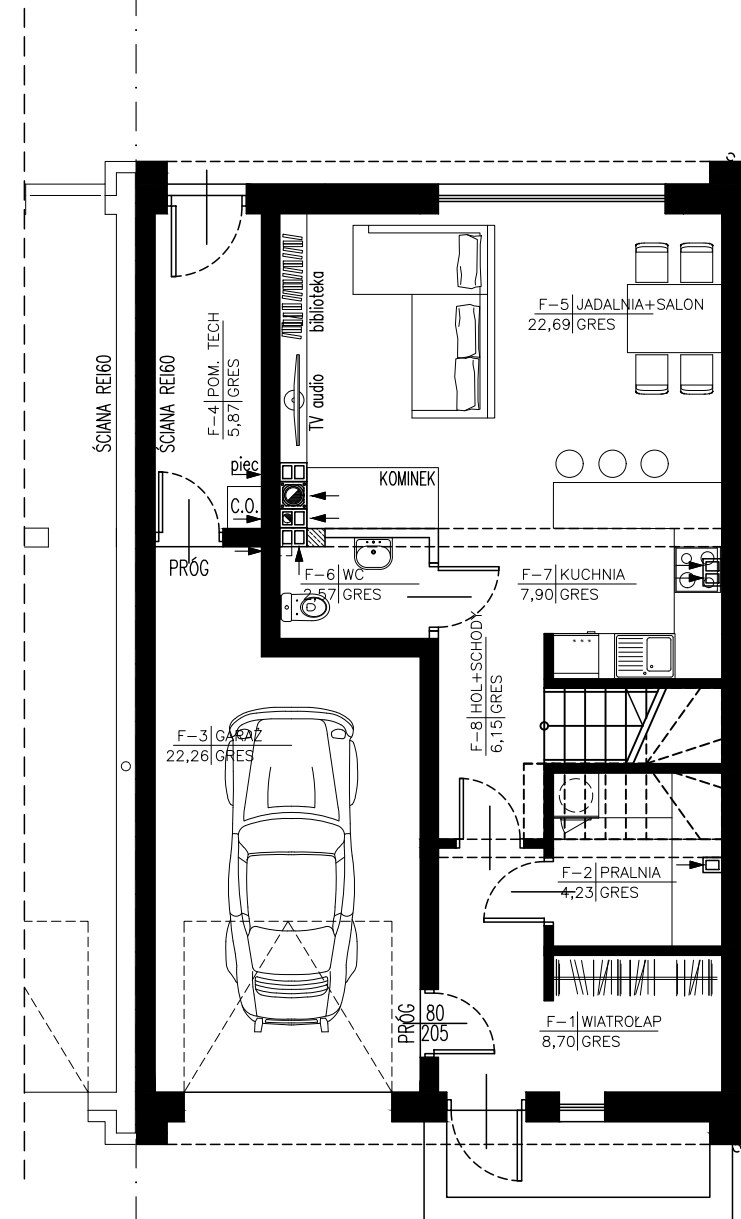 F-5 JADALNIA+SALON
22,69 GRES
biblioteka
TV audio
F-4 POM. TECH
5,87 GRES
ŚCIANA REI60
ŚCIANA REI60
piec
C.O.
KOMINEK
PRÓG
F-6 WC
2,57 GRES
F-7 KUCHNIA
7,90 GRES
F-8 HOL+SCHODY
6,15 GRES
F-3 GARAŻ
22,26 GRES
F-2 PRALNIA
4,23 GRES
PRÓG
80
205
F-1 WIATROŁAP
8,70 GRES